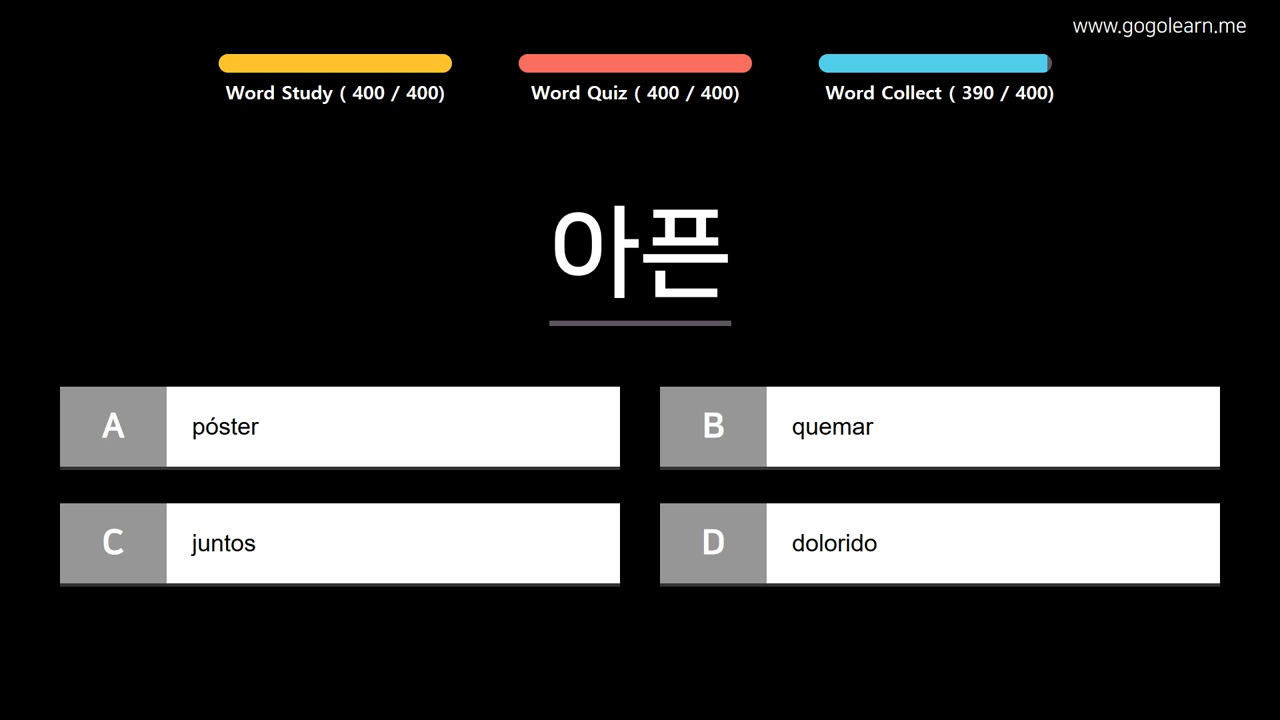 www.gogolearn.me
Word Study ( 400 / 400)
Word Quiz ( 400 / 400)
Word Collect ( 390 / 400)
아픈
A póster
B quemar
C juntos
D dolorido